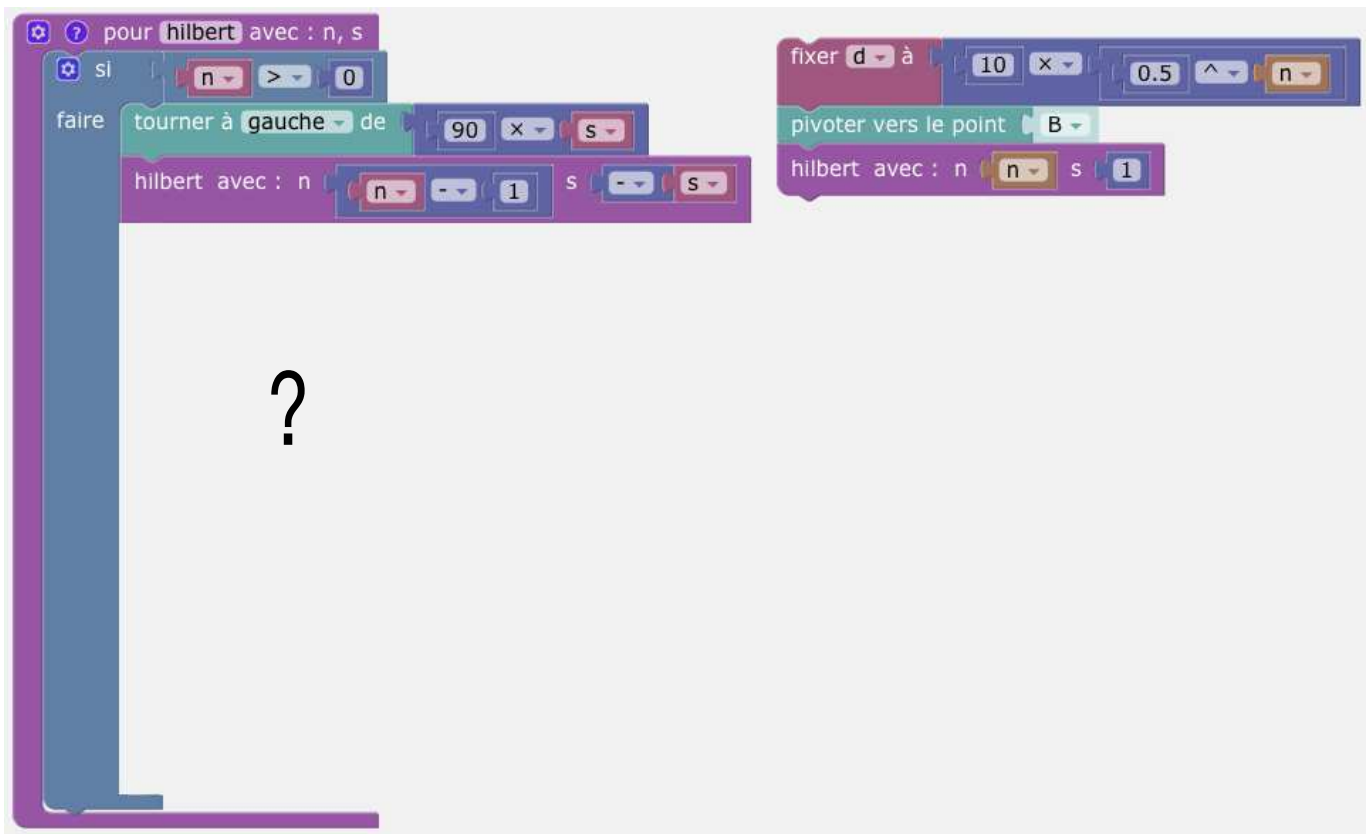 pour hilbert avec : n, s
si n > 0
faire tourner à gauche de 90 × s
hilbert avec : n n - 1 s - s
?
fixer d à 10 × 0.5 ^ n
pivoter vers le point B
hilbert avec : n n s 1